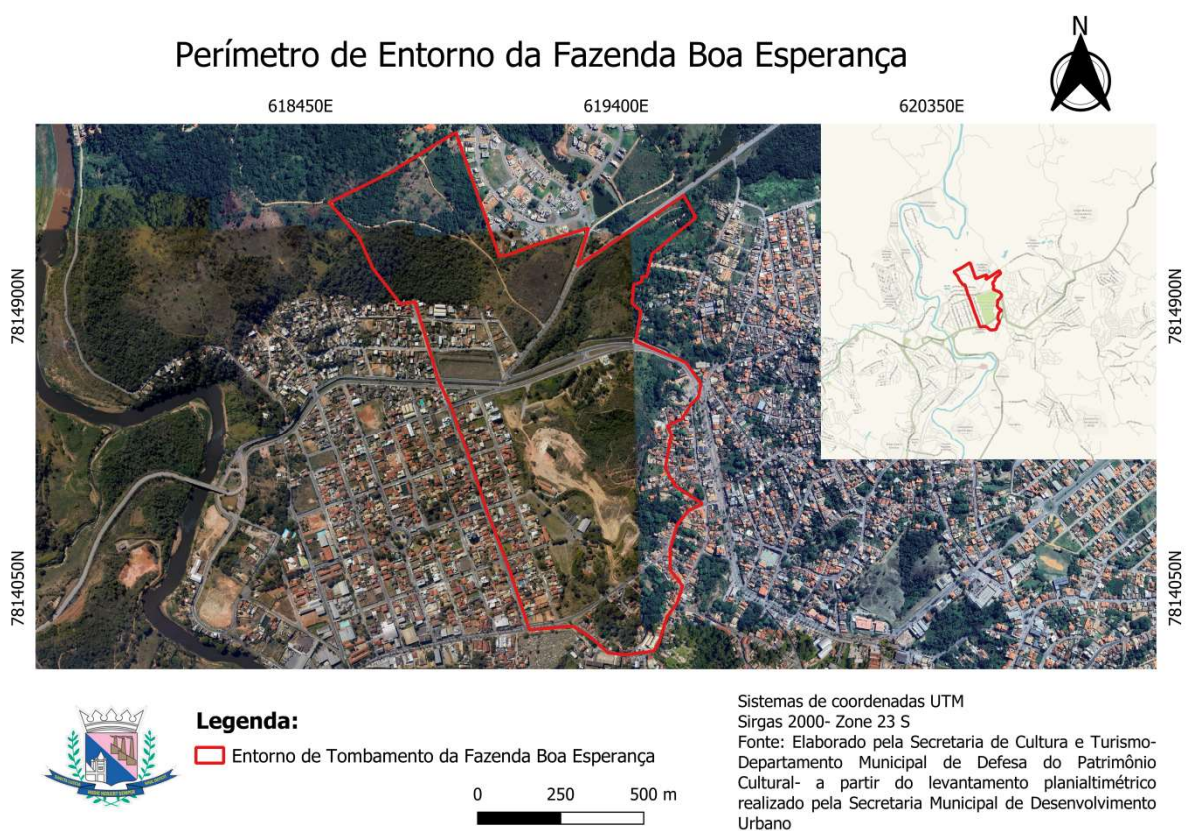 N
Perímetro de Entorno da Fazenda Boa Esperança
618450E
619400E
620350E
7814900N
7814900N
7814050N
7814050N
Legenda:
Entorno de Tombamento da Fazenda Boa Esperança
0 250 500 m
Sistemas de coordenadas UTM
Sirgas 2000- Zone 23 S
Fonte: Elaborado pela Secretaria de Cultura e Turismo-
Departamento Municipal de Defesa do Patrimônio
Cultural- a partir do levantamento planialtimétrico
realizado pela Secretaria Municipal de Desenvolvimento
Urbano